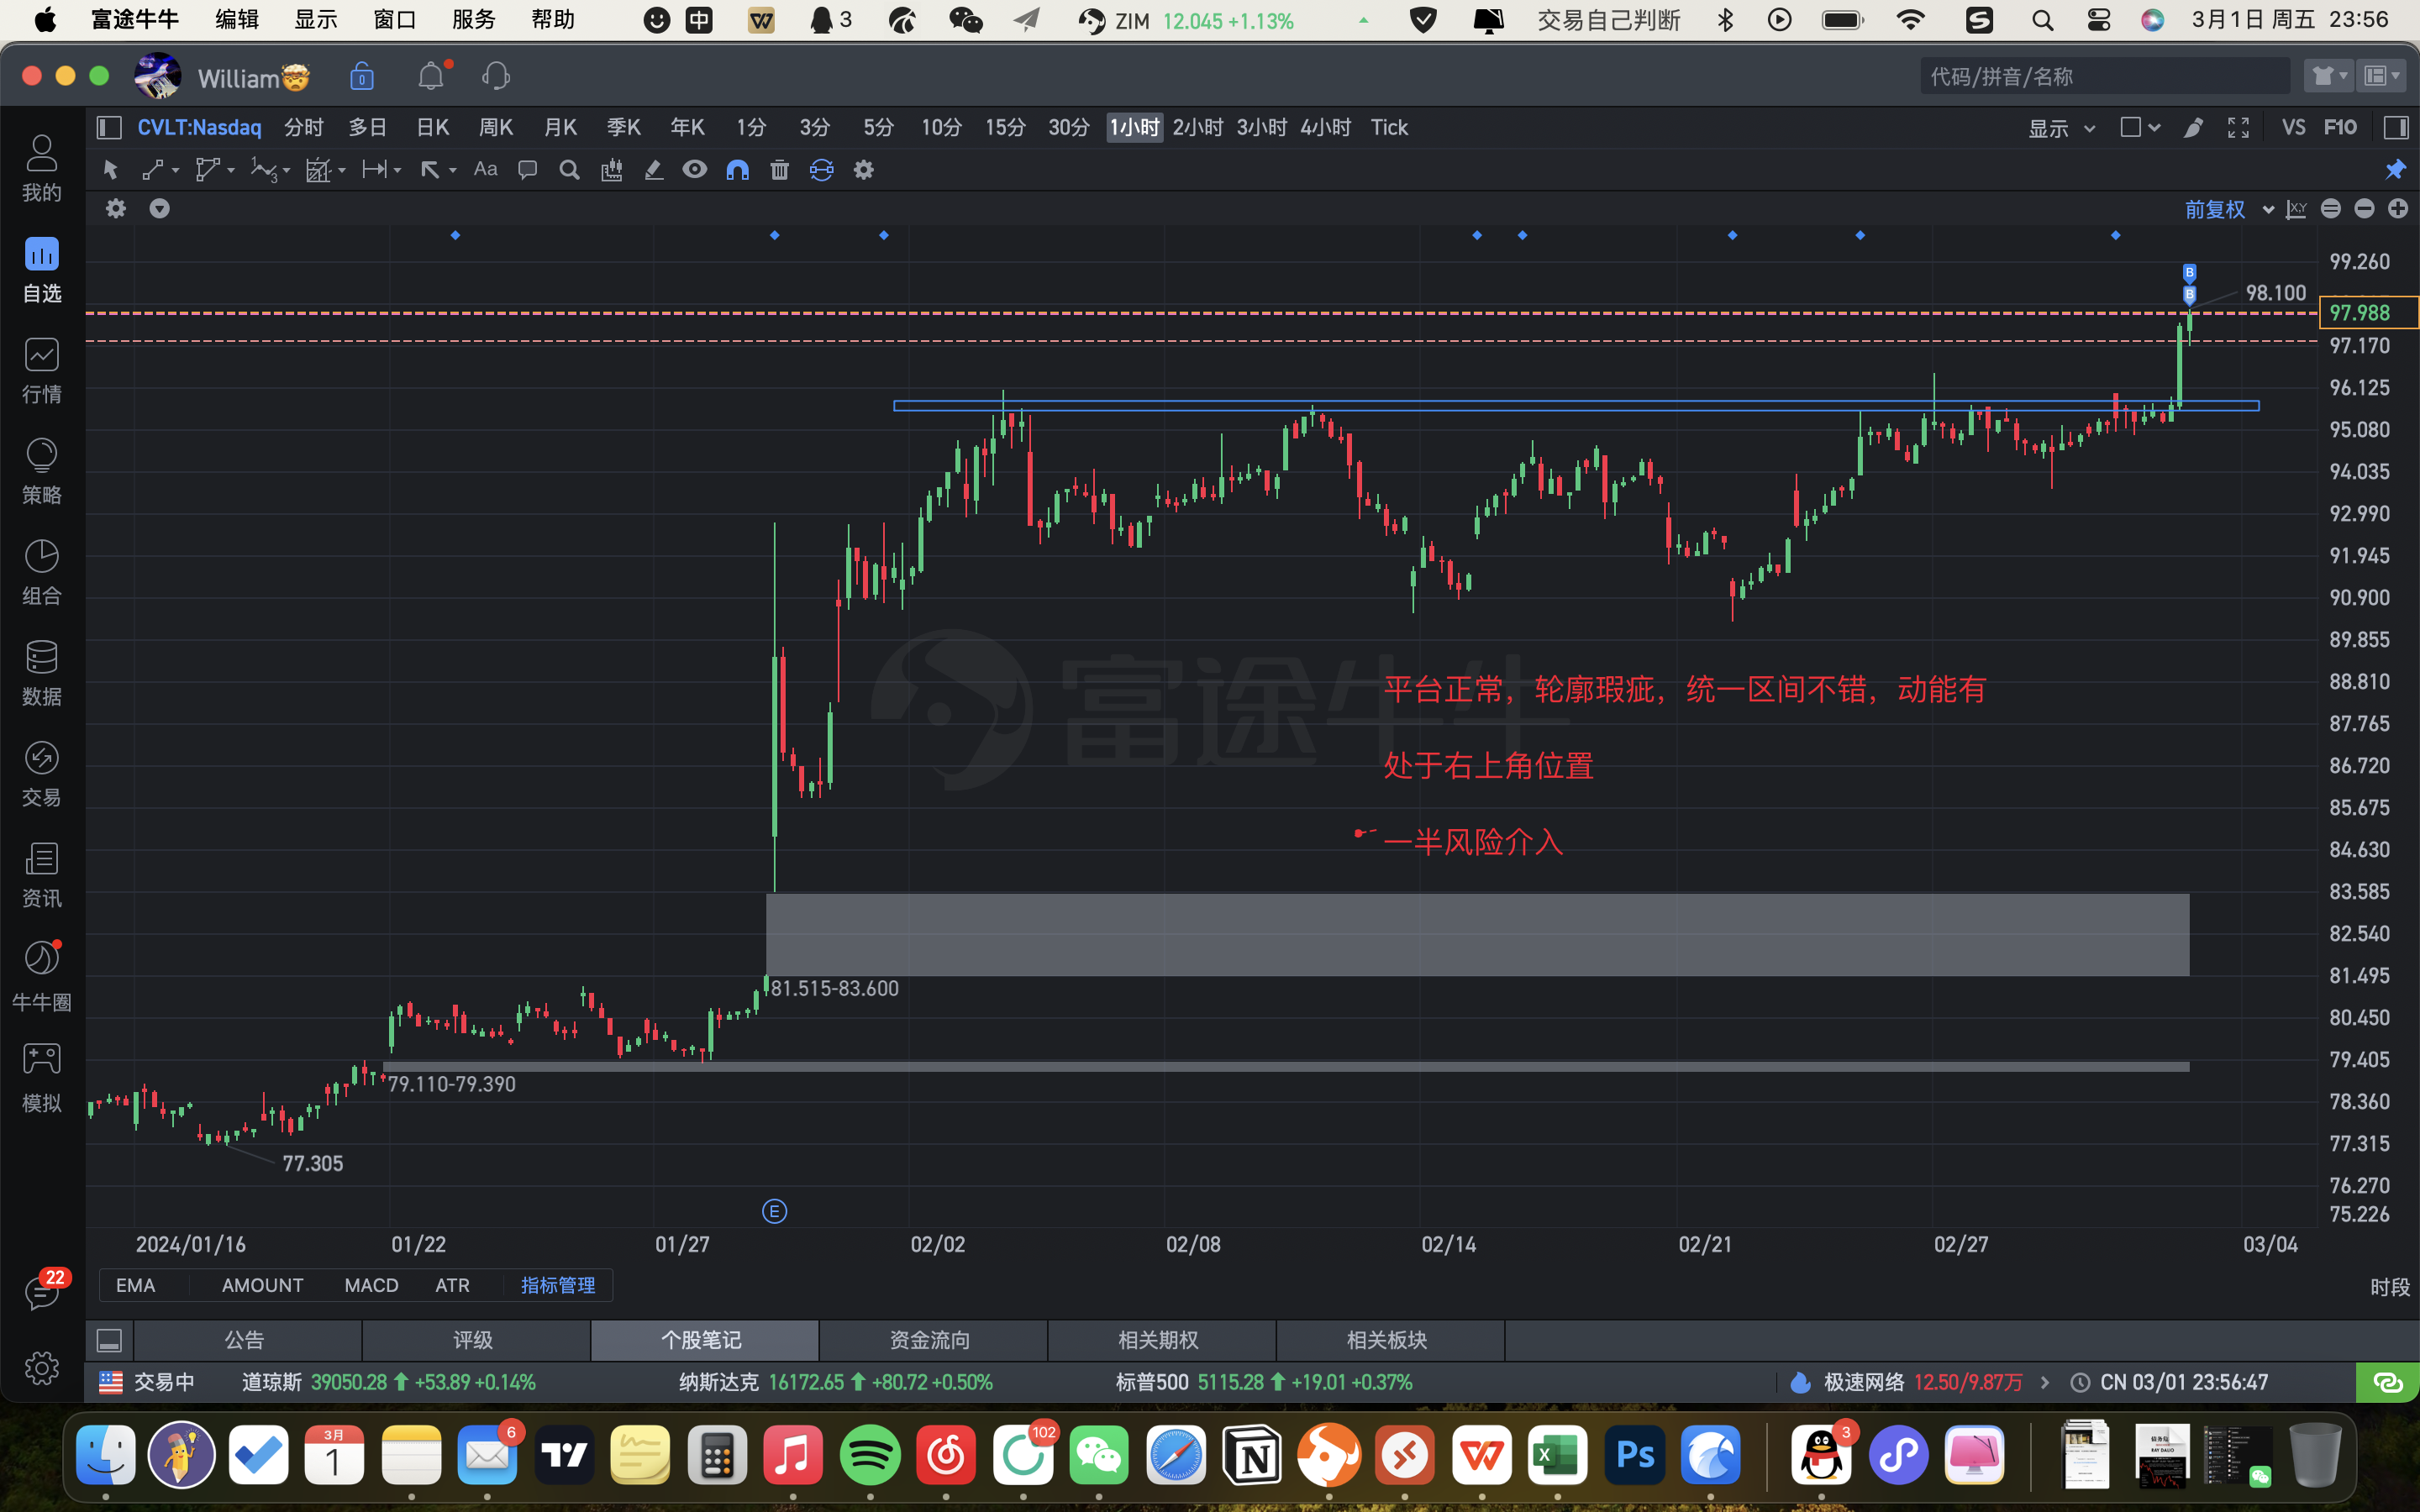 富途牛牛 编辑 显示 窗口 服务 帮助 中 3 ZIM 12.045 +1.13% 交易自己判断 3月1日 周五 23:56
William 代码/拼音/名称
CVLT:Nasdaq 分时 多日 日K 周K 月K 季K 年K 1分 3分 5分 10分 15分 30分 1小时 2小时 3小时 4小时 Tick 显示 VS F10
Aa
前复权 X,Y
我的
自选
行情
策略
组合
数据
交易
资讯
牛牛圈
模拟
22
B
B
98.100
99.260
97.988
97.170
96.125
95.080
94.035
92.990
91.945
90.900
89.855
88.810
87.765
86.720
85.675
84.630
83.585
82.540
81.495
80.450
79.405
78.360
77.315
76.270
75.226
富途牛牛
平台正常，轮廓瑕疵，统一区间不错，动能有
处于右上角位置
一半风险介入
81.515-83.600
79.110-79.390
77.305
E
2024/01/16 01/22 01/27 02/02 02/08 02/14 02/21 02/27 03/04
EMA AMOUNT MACD ATR 指标管理 时段
公告 评级 个股笔记 资金流向 相关期权 相关板块
交易中 道琼斯 39050.28 +53.89 +0.14% 纳斯达克 16172.65 +80.72 +0.50% 标普500 5115.28 +19.01 +0.37% 极速网络 12.50/9.87万 CN 03/01 23:56:47
3月 1 6 102 Ps 3